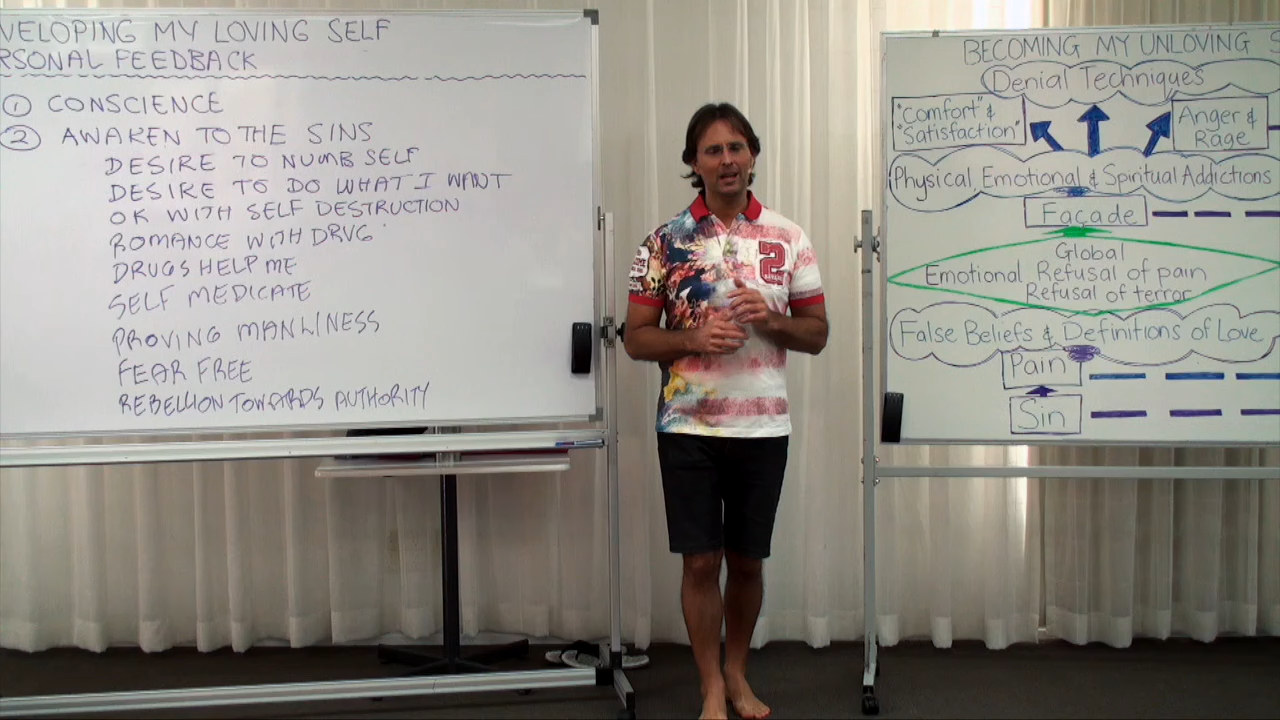 VELOPING MY LOVING SELF
RSONAL FEEDBACK
1 CONSCIENCE
2 AWAKEN TO THE SINS
DESIRE TO NUMB SELF
DESIRE TO DO WHAT I WANT
OK WITH SELF DESTRUCTION
ROMANCE WITH DRUG
DRUGS HELP ME
SELF MEDICATE
PROVING MANLINESS
FEAR FREE
REBELLION TOWARDS AUTHORITY
2
BECOMING MY UNLOVING S
Denial Techniques
"Comfort" &
"Satisfaction"
Anger &
Rage
Physical Emotional & Spiritual Addictions
Façade
Global
Emotional Refusal of pain
Refusal of terror
False Beliefs & Definitions of Love
Pain
Sin